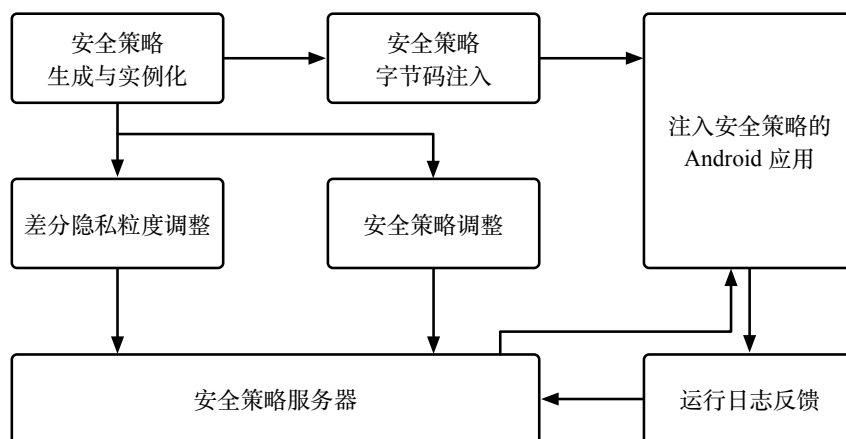 安全策略
生成与实例化
安全策略
字节码注入
注入安全策略的
Android 应用
差分隐私粒度调整
安全策略调整
安全策略服务器
运行日志反馈